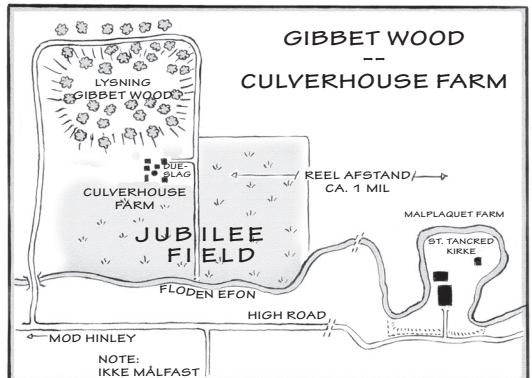 GIBBET WOOD
--
CULVERHOUSE FARM
LYSNING
GIBBET WOOD
DUE-
SLAG
CULVERHOUSE
FARM
REEL AFSTAND
CA. 1 MIL
MALPLAQUET FARM
ST. TANCRED
KIRKE
JUBILEE
FIELD
FLODEN EFON
HIGH ROAD
MOD HINLEY
NOTE:
IKKE MÅLFAST